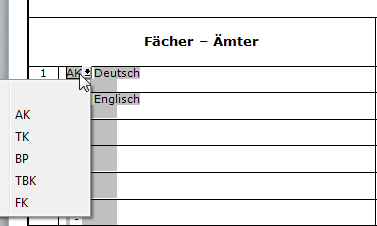 Fächer – Ämter
1 AK Deutsch
Englisch
AK
TK
BP
TBK
FK
-